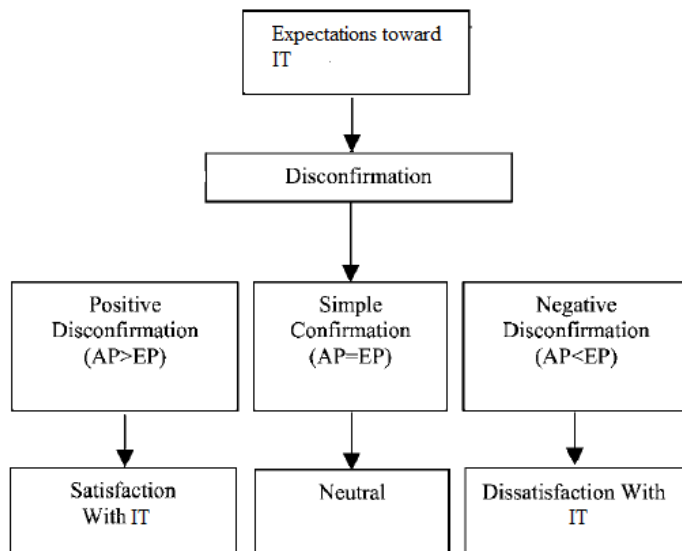 Expectations toward
IT
Disconfirmation
Positive
Disconfirmation
(AP>EP)
Simple
Confirmation
(AP=EP)
Negative
Disconfirmation
(AP<EP)
Satisfaction
With IT
Neutral
Dissatisfaction With
IT